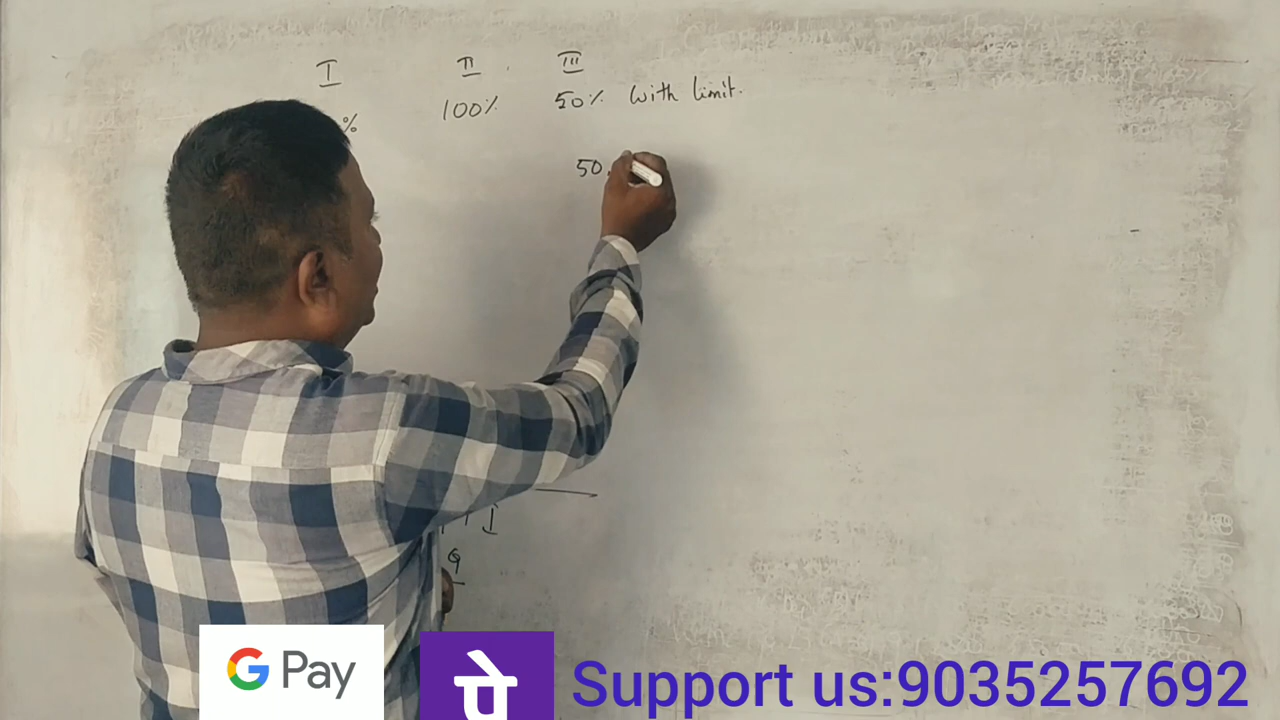 I II III
% 100% 50% with limit.
50.
I
G
G Pay
पे Support us:9035257692